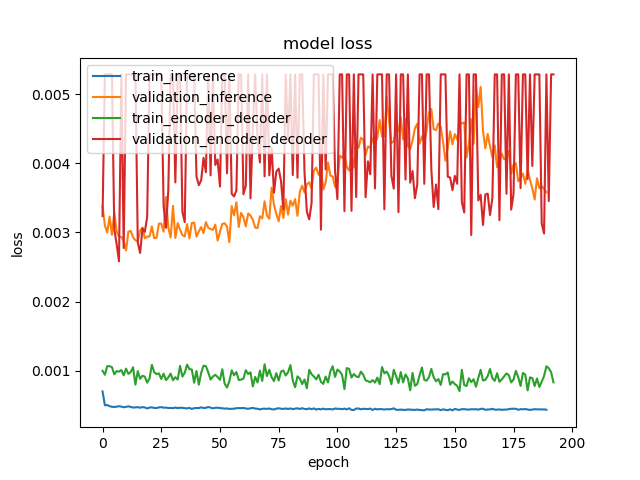 model loss
train_inference
validation_inference
train_encoder_decoder
validation_encoder_decoder
loss
0.005
0.004
0.003
0.002
0.001
0 25 50 75 100 125 150 175 200
epoch